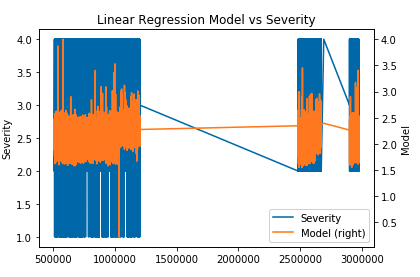 Linear Regression Model vs Severity
4.0
3.5
3.0
2.5
2.0
1.5
1.0
Severity
4.0
3.5
3.0
2.5
2.0
1.5
1.0
0.5
Model
Severity
Model (right)
500000 1000000 1500000 2000000 2500000 3000000